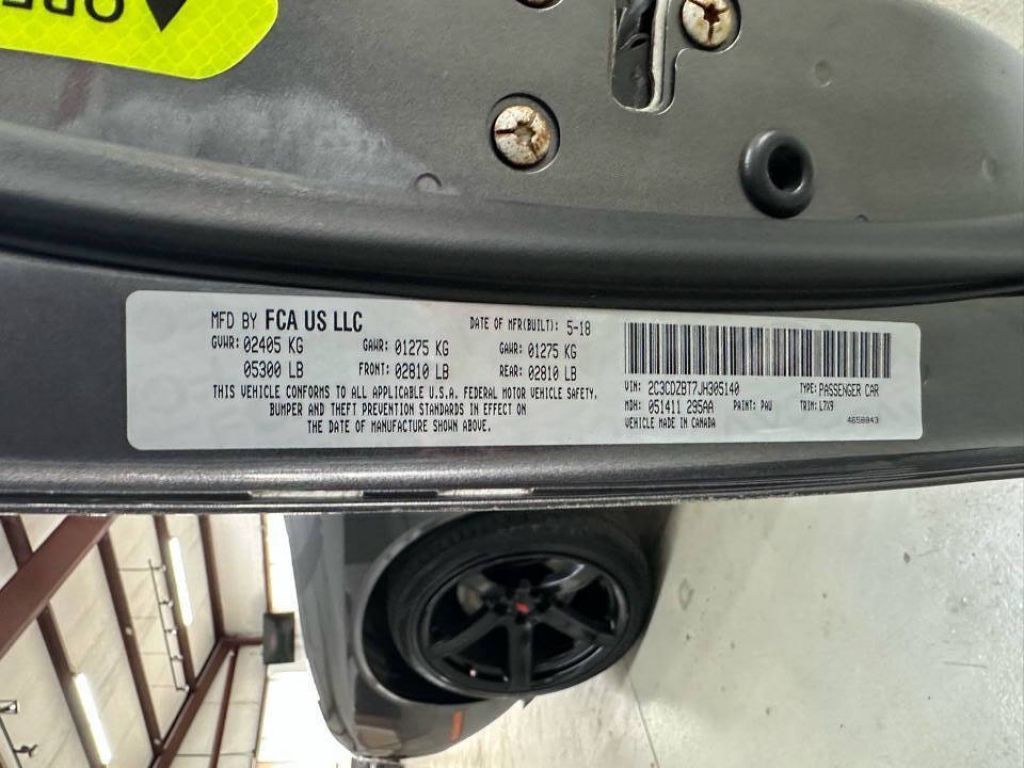 OPE
MFD BY FCA US LLC
DATE OF MFR(BUILT): 5-18
GVWR: 02405 KG GAWR: 01275 KG GAWR: 01275 KG
05300 LB FRONT: 02810 LB REAR: 02810 LB
THIS VEHICLE CONFORMS TO ALL APPLICABLE U.S.A. FEDERAL MOTOR VEHICLE SAFETY,
BUMPER AND THEFT PREVENTION STANDARDS IN EFFECT ON
THE DATE OF MANUFACTURE SHOWN ABOVE.
VIN: 2C3CDZBT7JH305140 TYPE: PASSENGER CAR
MDH: 051411 295AA PAINT: PAU TRIM: L7X9
VEHICLE MADE IN CANADA 4658843